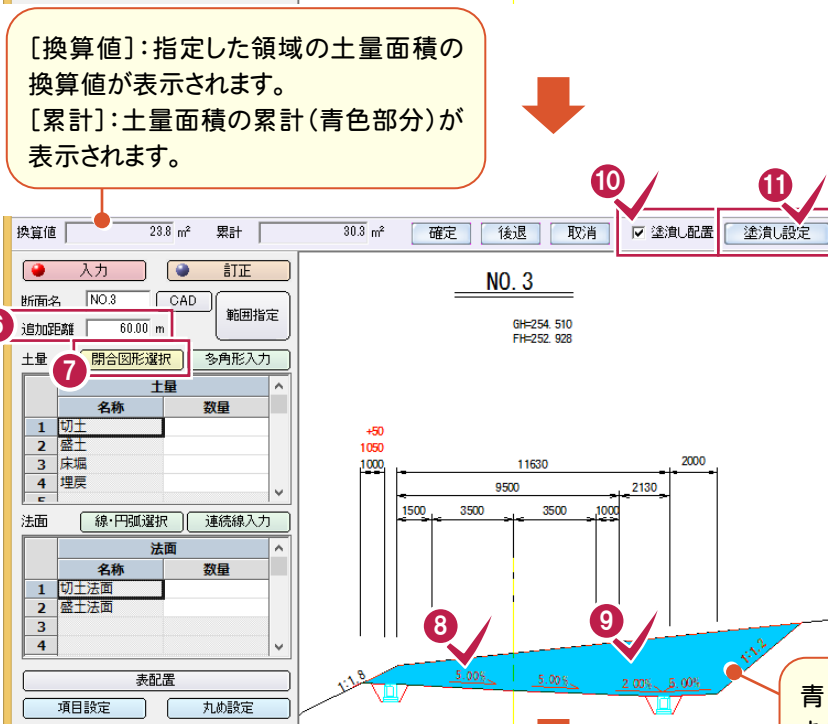 [換算値]:指定した領域の土量面積の
換算値が表示されます。
[累計]:土量面積の累計(青色部分)が
表示されます。
10 11
換算値 23.8 m² 累計 30.3 m² 確定 後退 取消 塗潰し配置 塗潰し設定
入力 訂正
断面名 NO.3 CAD 範囲指定
6 追加距離 60.00 m
土量 7 閉合図形選択 多角形入力
土量
名称 数量
1 切土
2 盛土
3 床堀
4 埋戻
5
法面 線・円弧選択 連続線入力
法面
名称 数量
1 切土法面
2 盛土法面
3
4
表配置
項目設定 丸め設定
NO. 3
GH=254. 510
FH=252. 928
+50
1050
1000 11630 2000
9500 2130
1500 3500 3500 1000
8 9
1:1.8 5.00% 5.00% 2.00% 5.00% 1:1.2
青